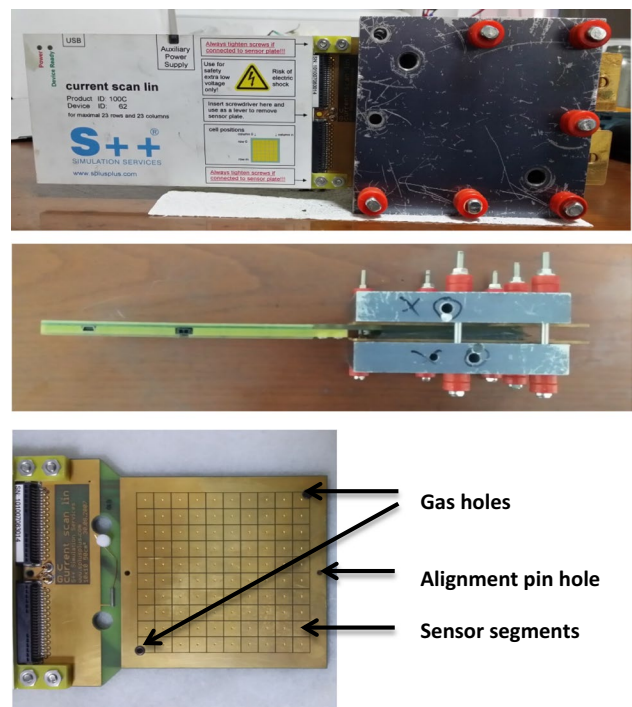 USB
Power
Device Ready
Auxiliary
Power
Supply
current scan lin
Product ID: 100C
Device ID: 62
for maximal 23 rows and 23 columns
S++®
SIMULATION SERVICES
www.s8iusplus.com
Always tighten screws if
connected to sensor plate!!!
Use for
safety
extra low
voltage
only!
Risk of
electric
shock
Insert screwdriver here and
use as a lever to remove
sensor plate.
cell positions
Always tighten screws if
connected to sensor plate!!!
X
current scan lin
Gas holes
Alignment pin hole
Sensor segments